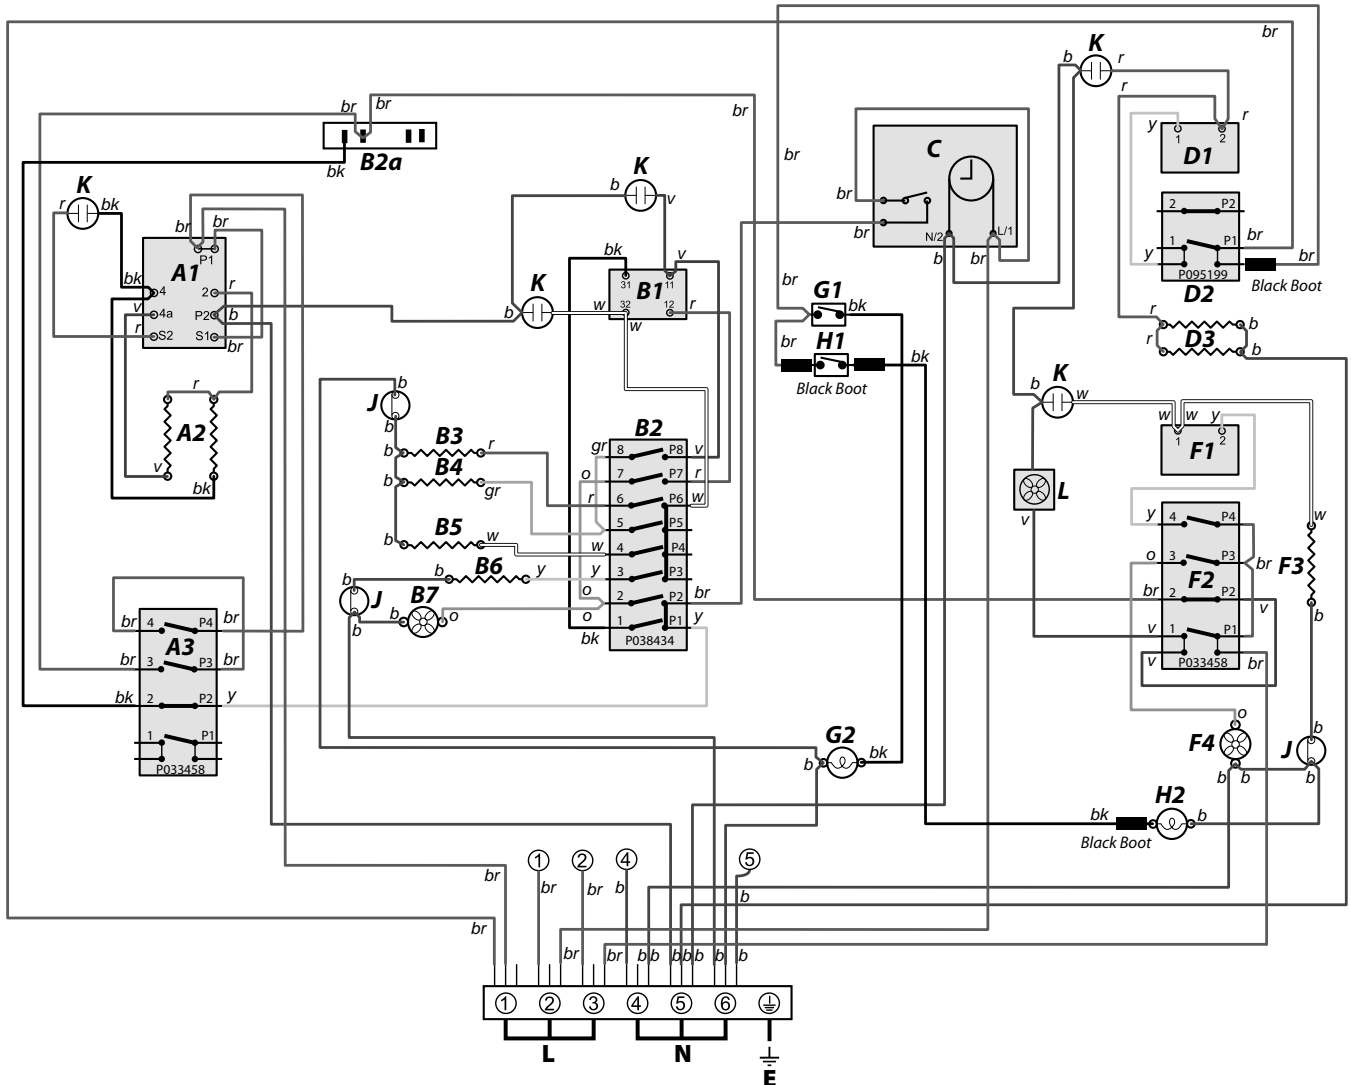 br
K
b
r
br
br
br
r
r
B2a
bk
C
y
1
2
D1
br
K
r
bk
K
b
v
br
br
2
P2
1
P1
br
y
P095199
br
D2
Black Boot
N/2
L/1
b
br
br
br
P1
A1
bk
4
2
r
v
4a
P2
b
r
S2
S1
br
bk
v
31
11
B1
32
12
r
K
b
w
w
G1
bk
br
H1
bk
Black Boot
r
b
D3
r
b
r
A2
v
bk
J
b
b
b
B3
r
b
B4
gr
b
B5
w
B2
gr
8
P8
v
o
7
P7
r
r
6
P6
w
5
P5
w
4
P4
y
3
P3
o
2
P2
br
o
1
P1
y
bk
P038434
b
B6
y
b
J
b
B7
b
o
K
b
w
w
w
y
1
2
F1
L
v
y
4
P4
o
3
P3
br
F2
br
2
P2
v
v
1
P1
v
P033458
br
w
F3
b
br
4
P4
br
A3
br
3
P3
br
bk
2
P2
y
1
P1
P033458
G2
b
bk
o
F4
b
b
b
J
b
H2
bk
b
Black Boot
br
1
br
2
br
4
b
5
b
br
br
b
b
b
b
b
b
b
b
1
2
3
4
5
6
L
N
E